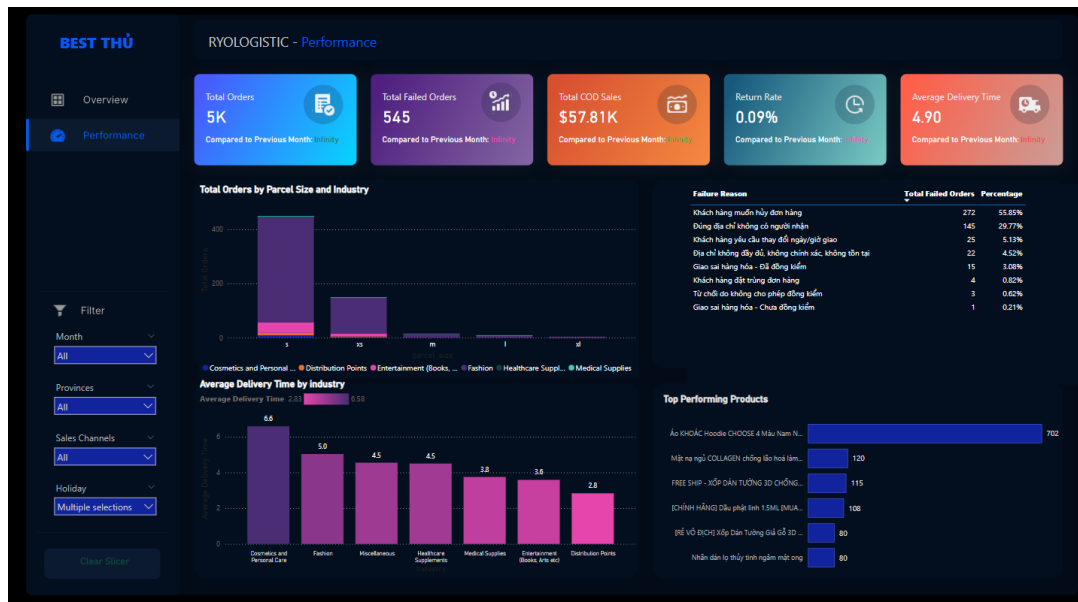 BEST THỦ
RYOLOGISTIC - Performance
Overview
Performance
Total Orders
5K
Compared to Previous Month: Infinity
Total Failed Orders
545
Compared to Previous Month: Infinity
Total COD Sales
$57.81K
Compared to Previous Month: Infinity
Return Rate
0.09%
Compared to Previous Month: Infinity
Average Delivery Time
4.90
Compared to Previous Month: Infinity
Total Orders by Parcel Size and Industry
Total Orders
400
200
0
s xs m l xl
parcel_size
Cosmetics and Personal ... Distribution Points Entertainment (Books, ... Fashion Healthcare Suppl... Medical Supplies
Failure Reason Total Failed Orders Percentage
Khách hàng muốn hủy đơn hàng 272 55.85%
Đúng địa chỉ không có người nhận 145 29.77%
Khách hàng yêu cầu thay đổi ngày/giờ giao 25 5.13%
Địa chỉ không đầy đủ, không chính xác, không tồn tại 22 4.52%
Giao sai hàng hóa - Đã đồng kiểm 15 3.08%
Khách hàng đặt trùng đơn hàng 4 0.82%
Từ chối do không cho phép đồng kiểm 3 0.62%
Giao sai hàng hóa - Chưa đồng kiểm 1 0.21%
Filter
Month
All
Provinces
All
Sales Channels
All
Holiday
Multiple selections
Clear Slicer
Average Delivery Time by industry
Average Delivery Time 2.83 6.58
Average Delivery Time
6
4
2
0
6.6 5.0 4.5 4.5 3.8 3.6 2.8
Cosmetics and Fashion Miscellaneous Healthcare Medical Supplies Entertainment Distribution Points
Personal Care Supplements (Books, Arts etc)
Top Performing Products
Áo KHOÁC Hoodie CHOOSE 4 Màu Nam N... 702
Mặt nạ ngủ COLLAGEN chống lão hoá làm... 120
FREE SHIP - XỐP DÁN TƯỜNG 3D CHỐNG... 115
[CHÍNH HÃNG] Dầu phật linh 1.5ML [MUA... 108
[RẺ VÔ ĐỊCH] Xốp Dán Tường Giả Gỗ 3D ... 80
Nhãn dán lọ thủy tinh ngâm mật ong 80